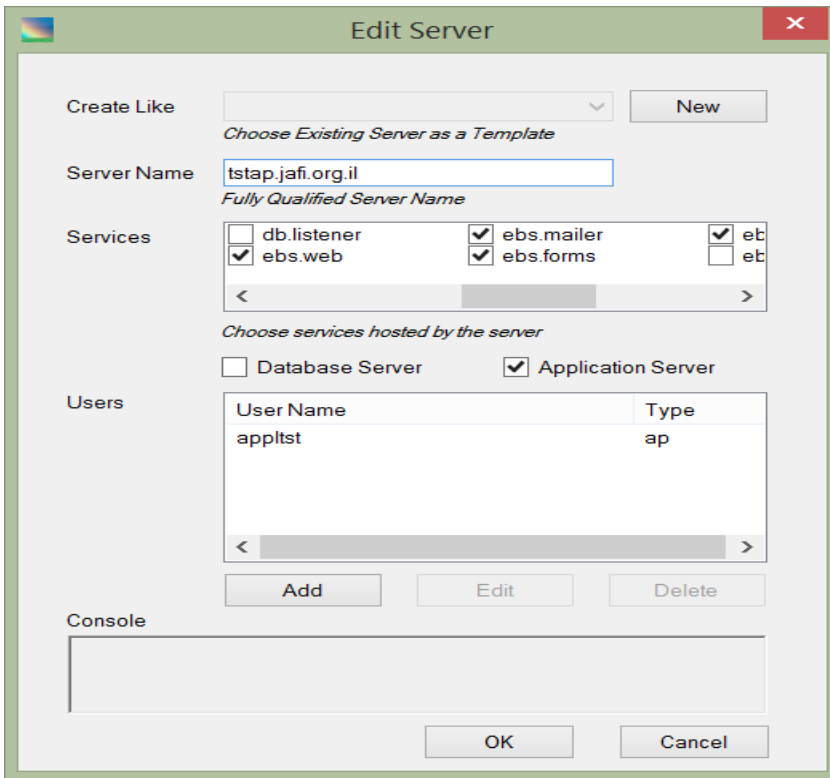 Edit Server
Create Like New
Choose Existing Server as a Template
Server Name tstap.jafi.org.il
Fully Qualified Server Name
Services db.listener ebs.mailer eb
ebs.web ebs.forms eb
Choose services hosted by the server
Database Server Application Server
Users User Name Type
appltst ap
Add Edit Delete
Console
OK Cancel